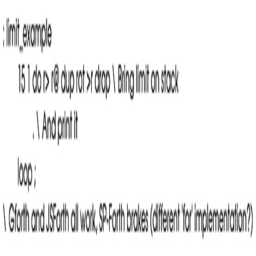 : limit_example
15 1 do r> r@ dup rot >r drop \ Bring limit on stack
. \ And print it
loop ;
\ Gforth and JSForth all work, SP-Forth brakes (different 'for' implementation?)